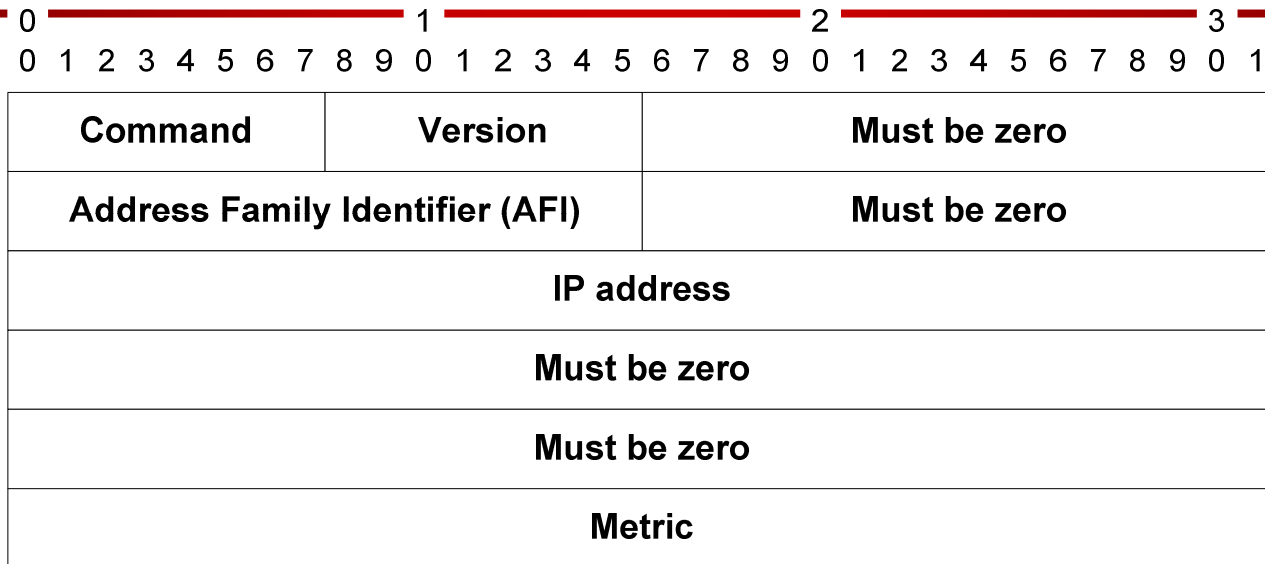 0 1 2 3
0 1 2 3 4 5 6 7 8 9 0 1 2 3 4 5 6 7 8 9 0 1 2 3 4 5 6 7 8 9 0 1
Command Version Must be zero
Address Family Identifier (AFI) Must be zero
IP address
Must be zero
Must be zero
Metric